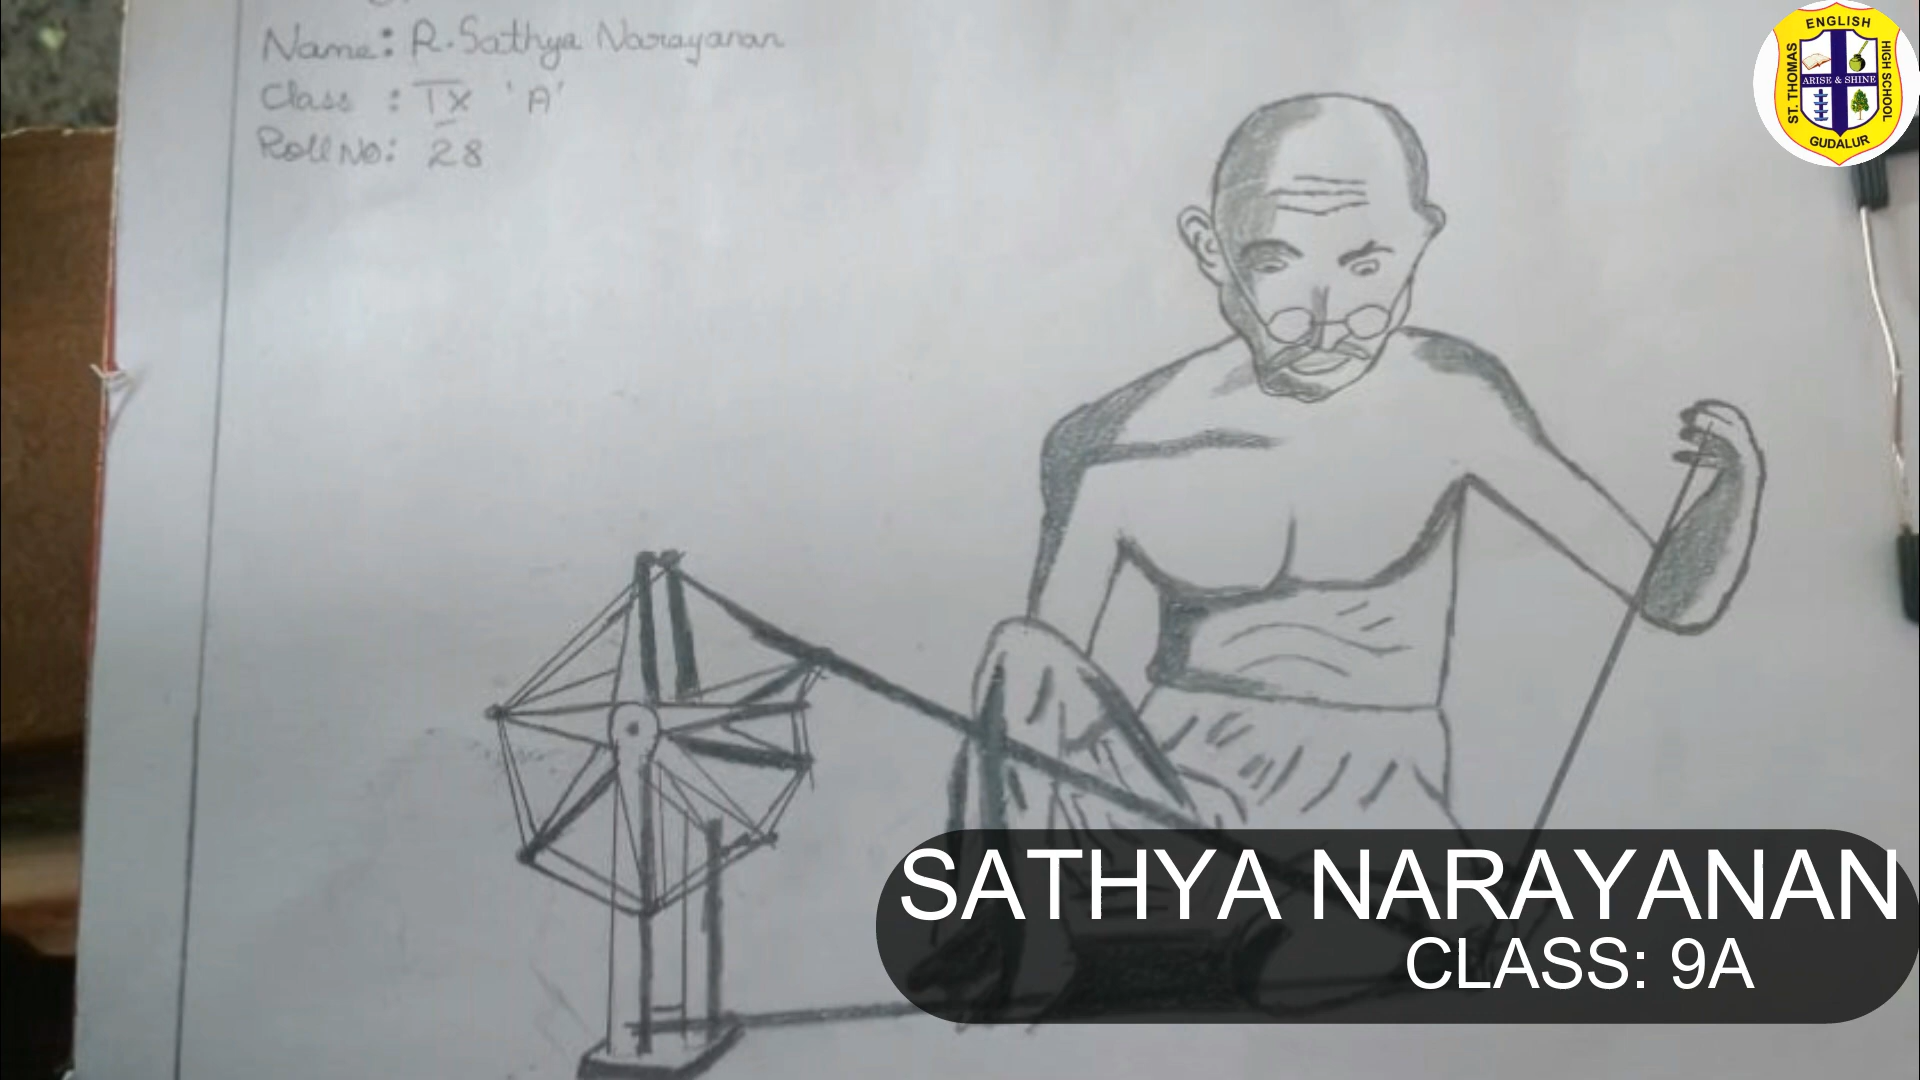 Name: R. Sathya Narayanan
Class : IX 'A'
Roll No: 28
ENGLISH
ST. THOMAS
HIGH SCHOOL
ARISE & SHINE
GUDALUR
SATHYA NARAYANAN
CLASS: 9A